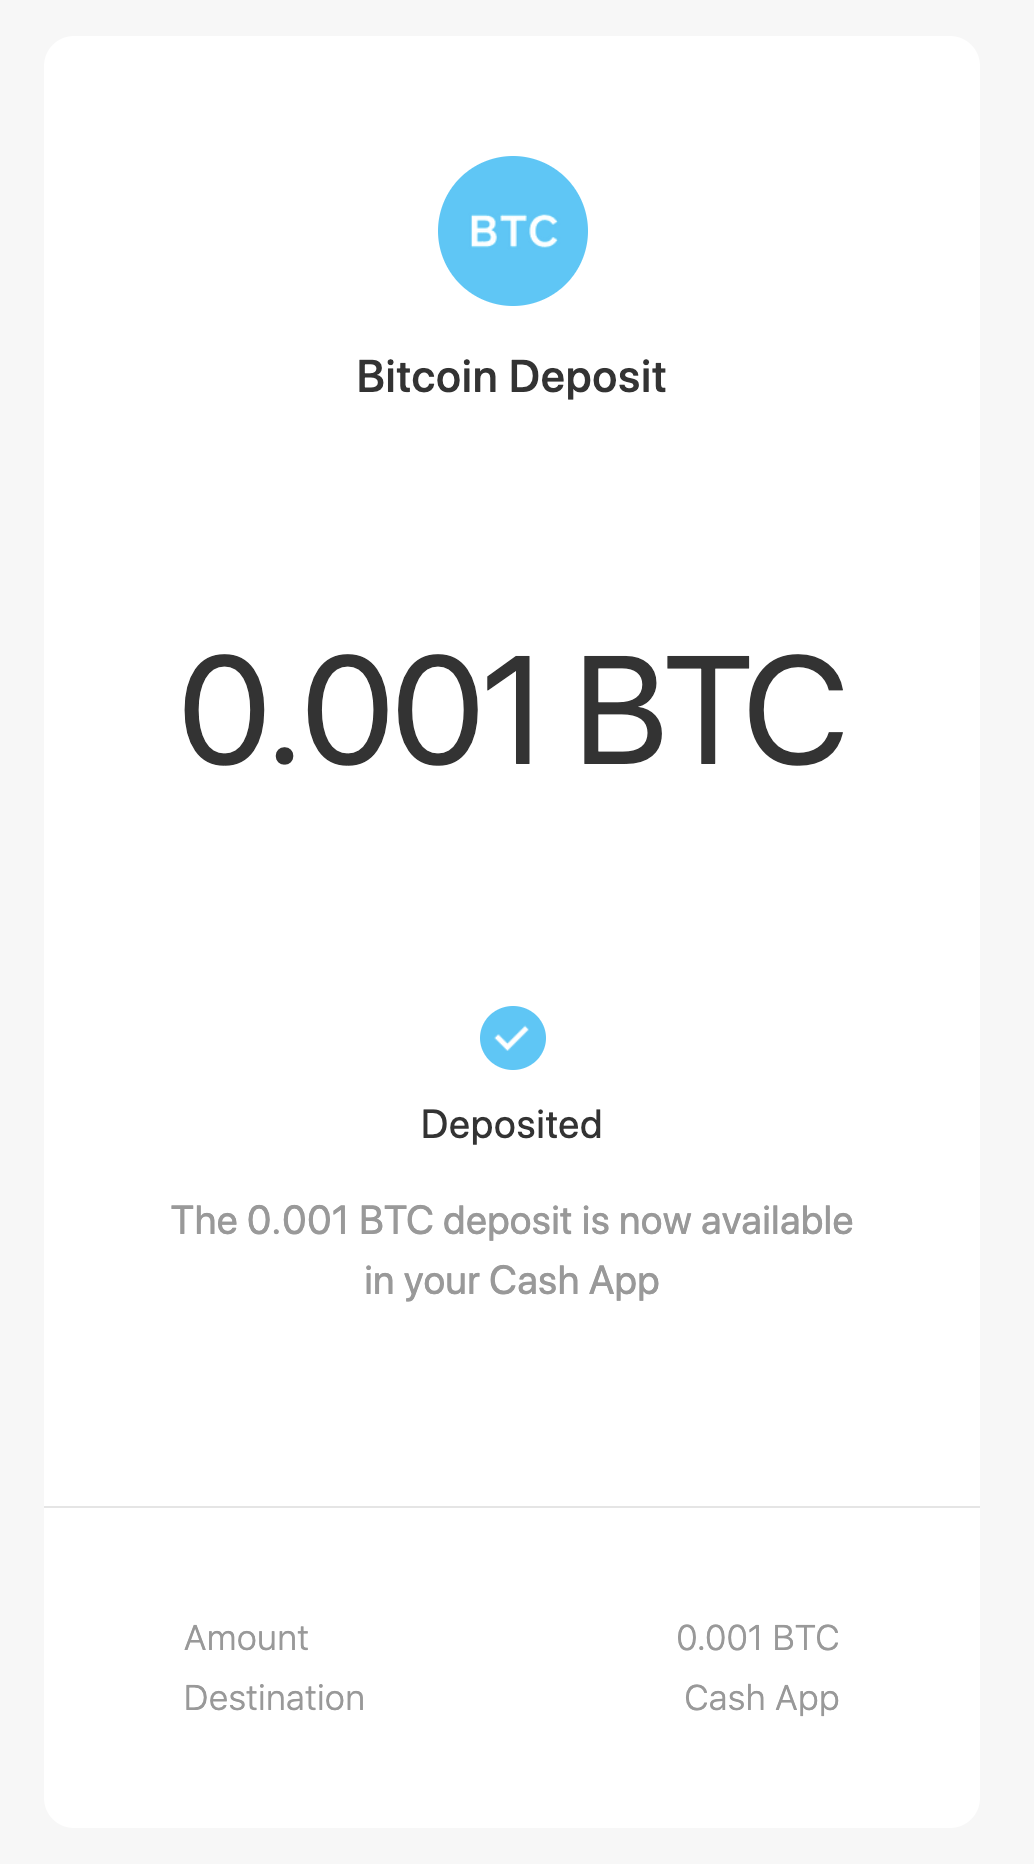 BTC
Bitcoin Deposit
0.001 BTC
Deposited
The 0.001 BTC deposit is now available
in your Cash App
Amount 0.001 BTC
Destination Cash App